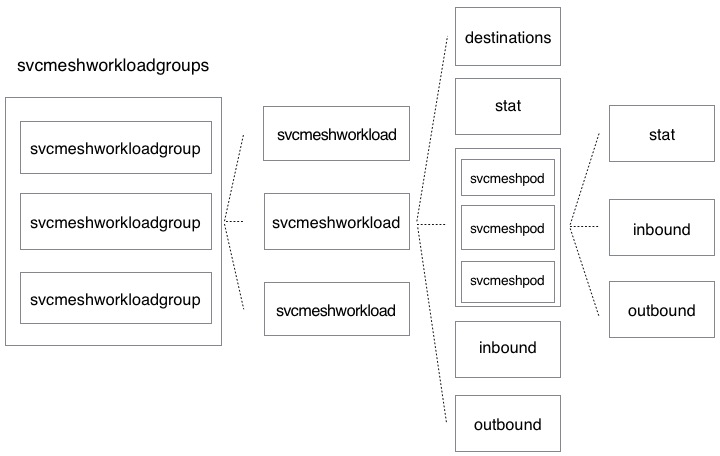 svcmeshworkloadgroups
svcmeshworkloadgroup
svcmeshworkloadgroup
svcmeshworkloadgroup
svcmeshworkload
svcmeshworkload
svcmeshworkload
destinations
stat
svcmeshpod
svcmeshpod
svcmeshpod
inbound
outbound
stat
inbound
outbound